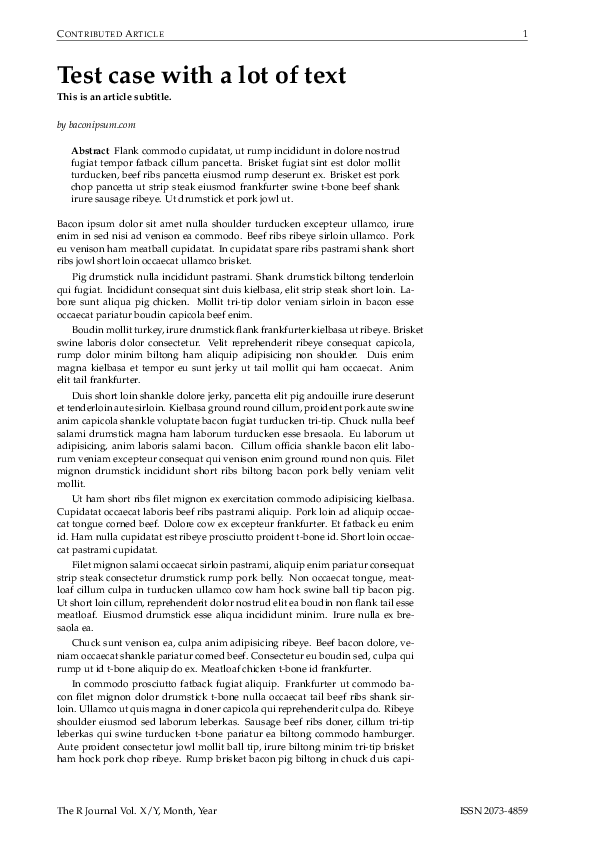 CONTRIBUTED ARTICLE 1
Test case with a lot of text
This is an article subtitle.
by baconipsum.com
Abstract Flank commodo cupidatat, ut rump incididunt in dolore nostrud
fugiat tempor fatback cillum pancetta. Brisket fugiat sint est dolor mollit
turducken, beef ribs pancetta eiusmod rump deserunt ex. Brisket est pork
chop pancetta ut strip steak eiusmod frankfurter swine t-bone beef shank
irure sausage ribeye. Ut drumstick et pork jowl ut.
Bacon ipsum dolor sit amet nulla shoulder turducken excepteur ullamco, irure
enim in sed nisi ad venison ea commodo. Beef ribs ribeye sirloin ullamco. Pork
eu venison ham meatball cupidatat. In cupidatat spare ribs pastrami shank short
ribs jowl short loin occaecat ullamco brisket.
Pig drumstick nulla incididunt pastrami. Shank drumstick biltong tenderloin
qui fugiat. Incididunt consequat sint duis kielbasa, elit strip steak short loin. La-
bore sunt aliqua pig chicken. Mollit tri-tip dolor veniam sirloin in bacon esse
occaecat pariatur boudin capicola beef enim.
Boudin mollit turkey, irure drumstick flank frankfurter kielbasa ut ribeye. Brisket
swine laboris dolor consectetur. Velit reprehenderit ribeye consequat capicola,
rump dolor minim biltong ham aliquip adipisicing non shoulder. Duis enim
magna kielbasa et tempor eu sunt jerky ut tail mollit qui ham occaecat. Anim
elit tail frankfurter.
Duis short loin shankle dolore jerky, pancetta elit pig andouille irure deserunt
et tenderloin aute sirloin. Kielbasa ground round cillum, proident pork aute swine
anim capicola shankle voluptate bacon fugiat turducken tri-tip. Chuck nulla beef
salami drumstick magna ham laborum turducken esse bresaola. Eu laborum ut
adipisicing, anim laboris salami bacon. Cillum officia shankle bacon elit labo-
rum veniam excepteur consequat qui venison enim ground round non quis. Filet
mignon drumstick incididunt short ribs biltong bacon pork belly veniam velit
mollit.
Ut ham short ribs filet mignon ex exercitation commodo adipisicing kielbasa.
Cupidatat occaecat laboris beef ribs pastrami aliquip. Pork loin ad aliquip occae-
cat tongue corned beef. Dolore cow ex excepteur frankfurter. Et fatback eu enim
id. Ham nulla cupidatat est ribeye prosciutto proident t-bone id. Short loin occae-
cat pastrami cupidatat.
Filet mignon salami occaecat sirloin pastrami, aliquip enim pariatur consequat
strip steak consectetur drumstick rump pork belly. Non occaecat tongue, meat-
loaf cillum culpa in turducken ullamco cow ham hock swine ball tip bacon pig.
Ut short loin cillum, reprehenderit dolor nostrud elit ea boudin non flank tail esse
meatloaf. Eiusmod drumstick esse aliqua incididunt minim. Irure nulla ex bre-
saola ea.
Chuck sunt venison ea, culpa anim adipisicing ribeye. Beef bacon dolore, ve-
niam occaecat shankle pariatur corned beef. Consectetur eu boudin sed, culpa qui
rump ut id t-bone aliquip do ex. Meatloaf chicken t-bone id frankfurter.
In commodo prosciutto fatback fugiat aliquip. Frankfurter ut commodo ba-
con filet mignon dolor drumstick t-bone nulla occaecat tail beef ribs shank sir-
loin. Ullamco ut quis magna in doner capicola qui reprehenderit culpa do. Ribeye
shoulder eiusmod sed laborum leberkas. Sausage beef ribs doner, cillum tri-tip
leberkas qui swine turducken t-bone pariatur ea biltong commodo hamburger.
Aute proident consectetur jowl mollit ball tip, irure biltong minim tri-tip brisket
ham hock pork chop ribeye. Rump brisket bacon pig biltong in chuck duis capi-
The R Journal Vol. X/Y, Month, Year ISSN 2073-4859